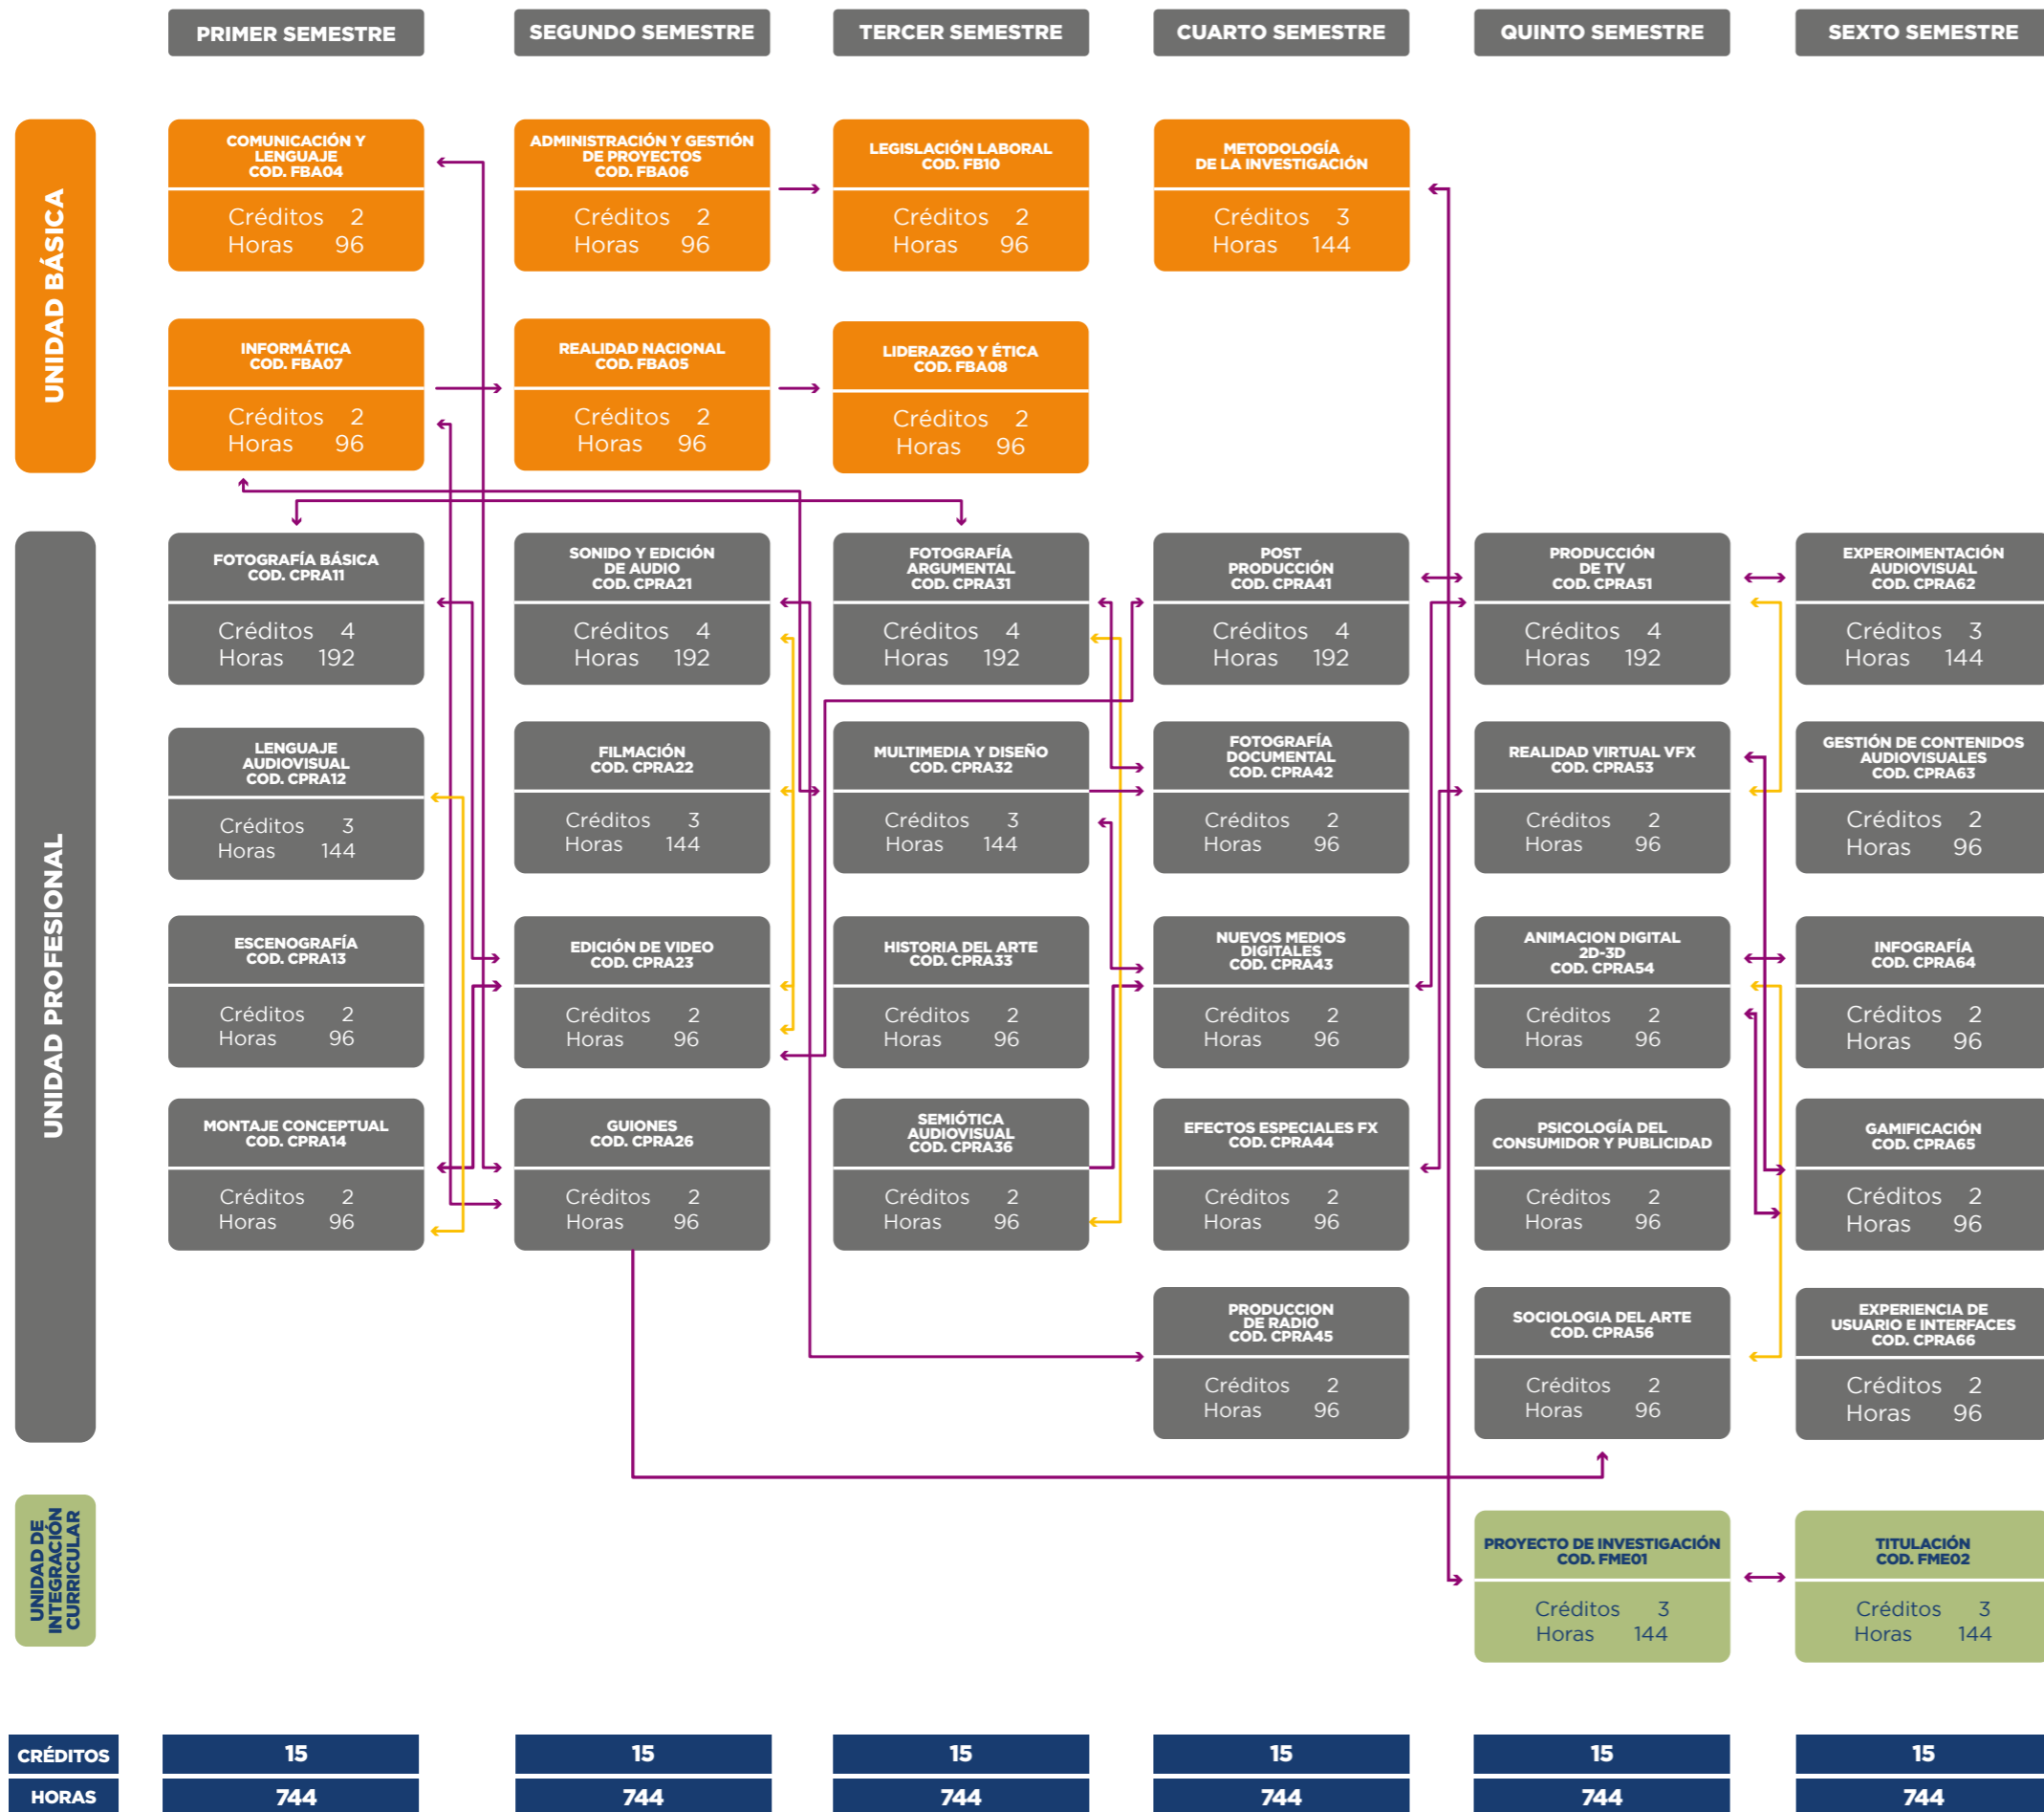 PRIMER SEMESTRE
SEGUNDO SEMESTRE
TERCER SEMESTRE
CUARTO SEMESTRE
QUINTO SEMESTRE
SEXTO SEMESTRE
UNIDAD BÁSICA
COMUNICACIÓN Y
LENGUAJE
COD. FBA04
Créditos 2
Horas 96
ADMINISTRACIÓN Y GESTIÓN
DE PROYECTOS
COD. FBA06
Créditos 2
Horas 96
LEGISLACIÓN LABORAL
COD. FB10
Créditos 2
Horas 96
METODOLOGÍA
DE LA INVESTIGACIÓN
Créditos 3
Horas 144
INFORMÁTICA
COD. FBA07
Créditos 2
Horas 96
REALIDAD NACIONAL
COD. FBA05
Créditos 2
Horas 96
LIDERAZGO Y ÉTICA
COD. FBA08
Créditos 2
Horas 96
UNIDAD PROFESIONAL
FOTOGRAFÍA BÁSICA
COD. CPRA11
Créditos 4
Horas 192
SONIDO Y EDICIÓN
DE AUDIO
COD. CPRA21
Créditos 4
Horas 192
FOTOGRAFÍA
ARGUMENTAL
COD. CPRA31
Créditos 4
Horas 192
POST
PRODUCCIÓN
COD. CPRA41
Créditos 4
Horas 192
PRODUCCIÓN
DE TV
COD. CPRA51
Créditos 4
Horas 192
EXPEROIMENTACIÓN
AUDIOVISUAL
COD. CPRA62
Créditos 3
Horas 144
LENGUAJE
AUDIOVISUAL
COD. CPRA12
Créditos 3
Horas 144
FILMACIÓN
COD. CPRA22
Créditos 3
Horas 144
MULTIMEDIA Y DISEÑO
COD. CPRA32
Créditos 3
Horas 144
FOTOGRAFÍA
DOCUMENTAL
COD. CPRA42
Créditos 2
Horas 96
REALIDAD VIRTUAL VFX
COD. CPRA53
Créditos 2
Horas 96
GESTIÓN DE CONTENIDOS
AUDIOVISUALES
COD. CPRA63
Créditos 2
Horas 96
ESCENOGRAFÍA
COD. CPRA13
Créditos 2
Horas 96
EDICIÓN DE VIDEO
COD. CPRA23
Créditos 2
Horas 96
HISTORIA DEL ARTE
COD. CPRA33
Créditos 2
Horas 96
NUEVOS MEDIOS
DIGITALES
COD. CPRA43
Créditos 2
Horas 96
ANIMACION DIGITAL
2D-3D
COD. CPRA54
Créditos 2
Horas 96
INFOGRAFÍA
COD. CPRA64
Créditos 2
Horas 96
MONTAJE CONCEPTUAL
COD. CPRA14
Créditos 2
Horas 96
GUIONES
COD. CPRA26
Créditos 2
Horas 96
SEMIÓTICA
AUDIOVISUAL
COD. CPRA36
Créditos 2
Horas 96
EFECTOS ESPECIALES FX
COD. CPRA44
Créditos 2
Horas 96
PSICOLOGÍA DEL
CONSUMIDOR Y PUBLICIDAD
Créditos 2
Horas 96
GAMIFICACIÓN
COD. CPRA65
Créditos 2
Horas 96
PRODUCCION
DE RADIO
COD. CPRA45
Créditos 2
Horas 96
SOCIOLOGIA DEL ARTE
COD. CPRA56
Créditos 2
Horas 96
EXPERIENCIA DE
USUARIO E INTERFACES
COD. CPRA66
Créditos 2
Horas 96
UNIDAD DE
INTEGRACIÓN
CURRICULAR
PROYECTO DE INVESTIGACIÓN
COD. FME01
Créditos 3
Horas 144
TITULACIÓN
COD. FME02
Créditos 3
Horas 144
CRÉDITOS 15 15 15 15 15 15
HORAS 744 744 744 744 744 744